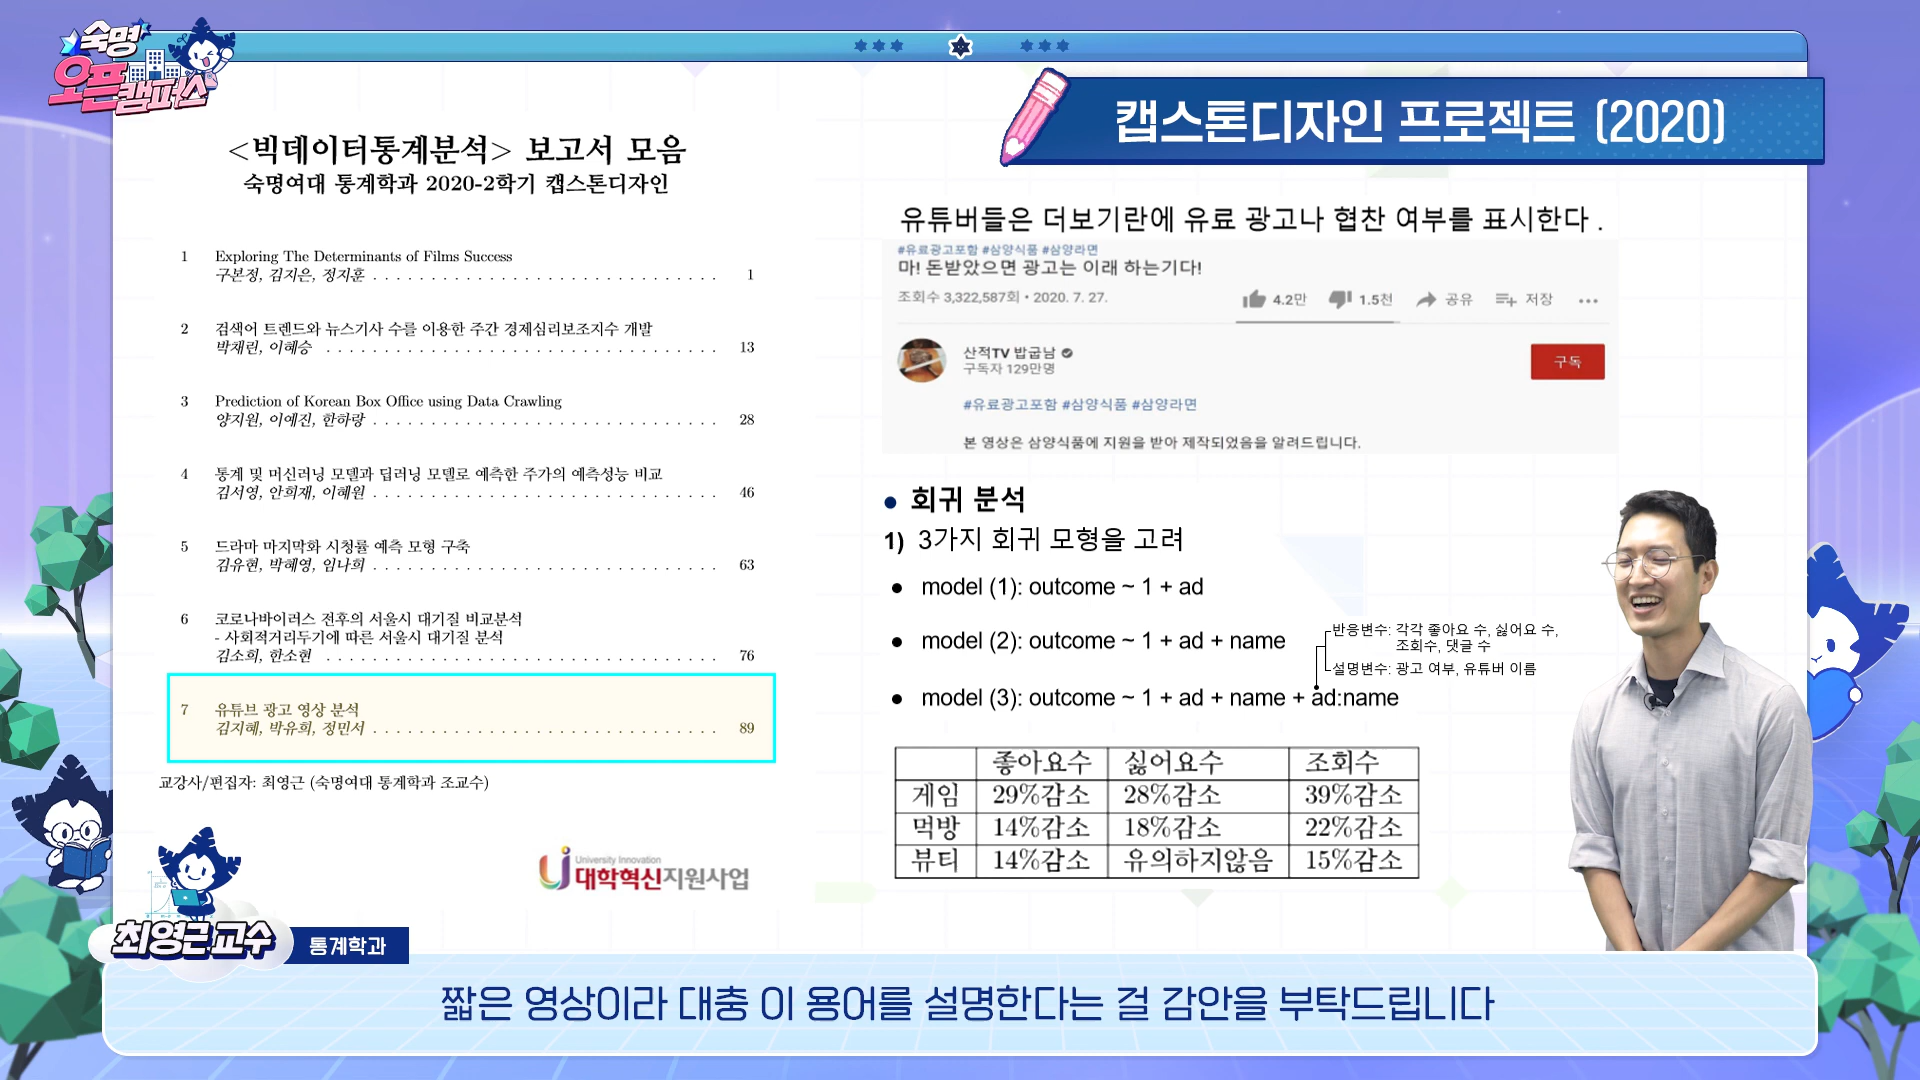 숙명
오픈캠퍼스
캡스톤디자인 프로젝트 (2020)
<빅데이터통계분석> 보고서 모음
숙명여대 통계학과 2020-2학기 캡스톤디자인
1 Exploring The Determinants of Films Success
구본정, 김지은, 정지훈 . . . . . . . . . . . . . . . . . . . . . . . . . . . . . . 1
2 검색어 트렌드와 뉴스기사 수를 이용한 주간 경제심리보조지수 개발
박채린, 이혜승 . . . . . . . . . . . . . . . . . . . . . . . . . . . . . . . . . . 13
3 Prediction of Korean Box Office using Data Crawling
양지원, 이예진, 한하랑 . . . . . . . . . . . . . . . . . . . . . . . . . . . . . . 28
4 통계 및 머신러닝 모델과 딥러닝 모델로 예측한 주가의 예측성능 비교
김서영, 안희재, 이혜원 . . . . . . . . . . . . . . . . . . . . . . . . . . . . . . 46
5 드라마 마지막화 시청률 예측 모형 구축
김유현, 박혜영, 임나희 . . . . . . . . . . . . . . . . . . . . . . . . . . . . . . 63
6 코로나바이러스 전후의 서울시 대기질 비교분석
- 사회적거리두기에 따른 서울시 대기질 분석
김소희, 한소현 . . . . . . . . . . . . . . . . . . . . . . . . . . . . . . . . . . 76
7 유튜브 광고 영상 분석
김지혜, 박유희, 정민서 . . . . . . . . . . . . . . . . . . . . . . . . . . . . . . 89
교강사/편집자: 최영근 (숙명여대 통계학과 조교수)
University Innovation
대학혁신지원사업
유튜버들은 더보기란에 유료 광고나 협찬 여부를 표시한다 .
#유료광고포함 #삼양식품 #삼양라면
마! 돈받았으면 광고는 이래 하는기다!
조회수 3,322,587회 • 2020. 7. 27.
4.2만 1.5천 공유 저장 ...
산적TV 밥굽남
구독자 129만명
구독
#유료광고포함 #삼양식품 #삼양라면
본 영상은 삼양식품에 지원을 받아 제작되었음을 알려드립니다.
• 회귀 분석
1) 3가지 회귀 모형을 고려
• model (1): outcome ~ 1 + ad
• model (2): outcome ~ 1 + ad + name
반응변수: 각각 좋아요 수, 싫어요 수,
조회수, 댓글 수
설명변수: 광고 여부, 유튜버 이름
• model (3): outcome ~ 1 + ad + name + ad:name
좋아요수 싫어요수 조회수
게임 29%감소 28%감소 39%감소
먹방 14%감소 18%감소 22%감소
뷰티 14%감소 유의하지않음 15%감소
최영근 교수
통계학과
짧은 영상이라 대충 이 용어를 설명한다는 걸 감안을 부탁드립니다